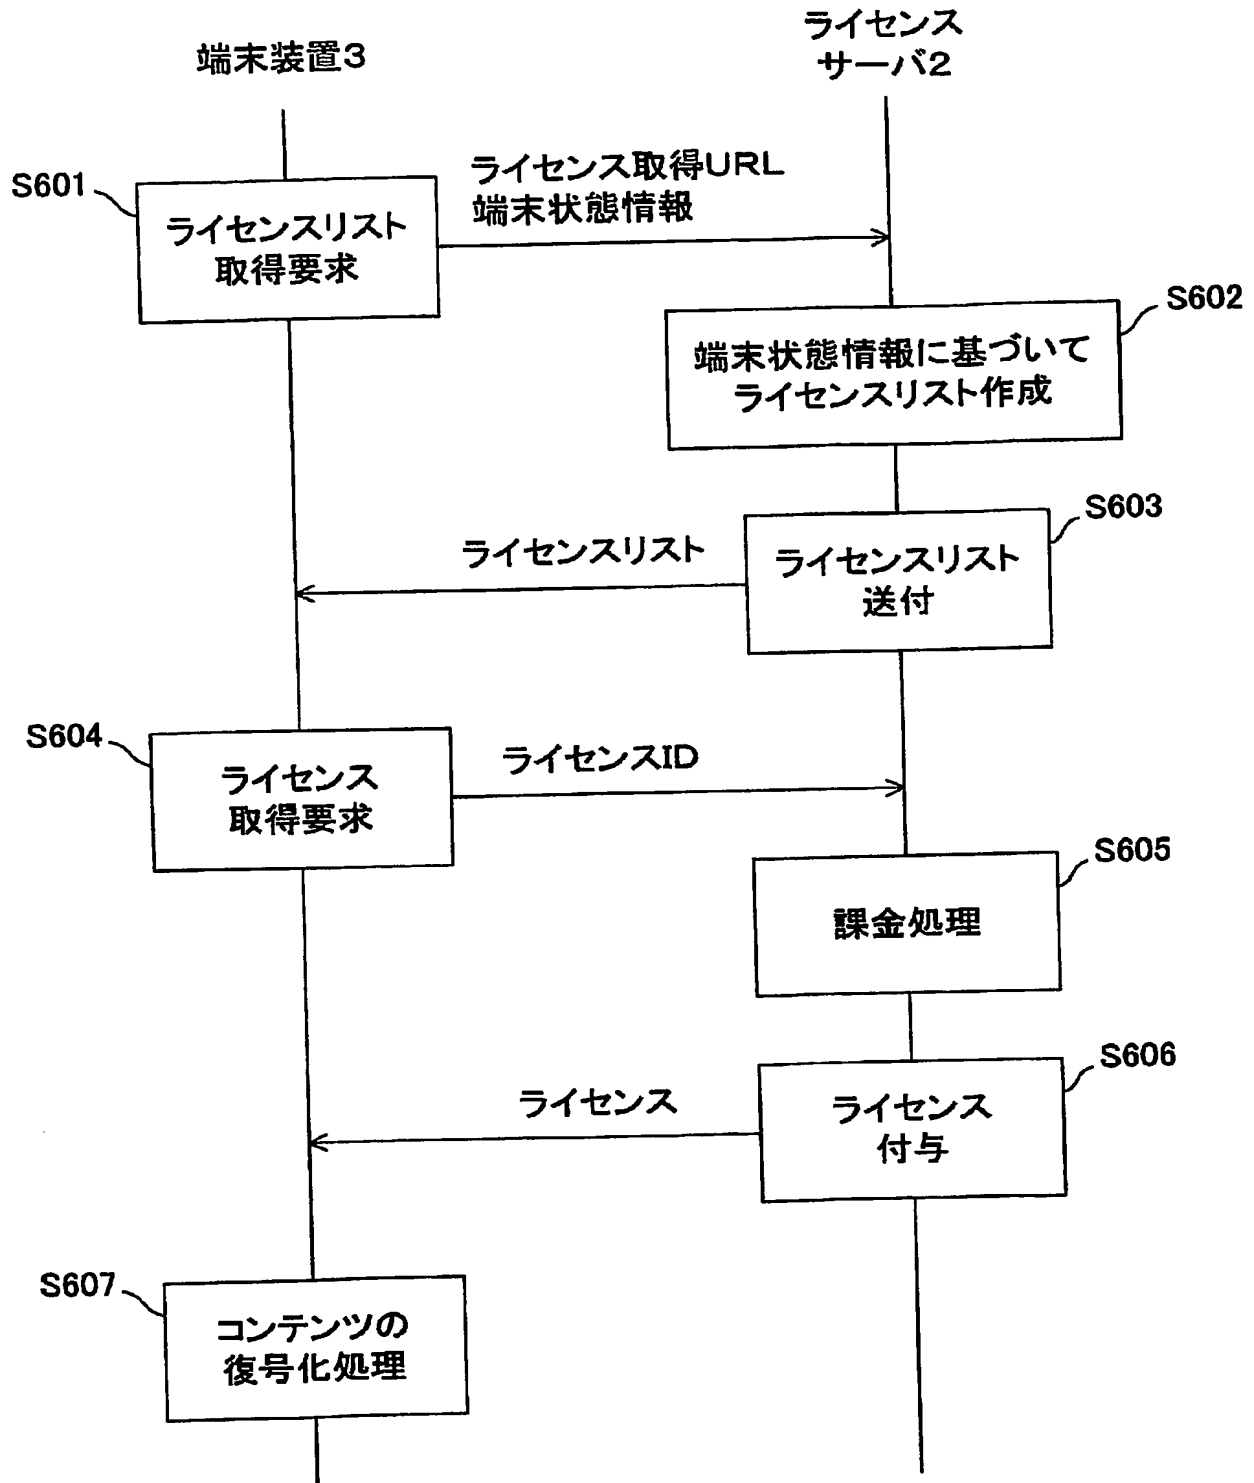 端末装置3
ライセンス
サーバ2
S601
ライセンスリスト
取得要求
ライセンス取得URL
端末状態情報
S602
端末状態情報に基づいて
ライセンスリスト作成
S603
ライセンスリスト
送付
ライセンスリスト
S604
ライセンス
取得要求
ライセンスID
S605
課金処理
S606
ライセンス
付与
ライセンス
S607
コンテンツの
復号化処理